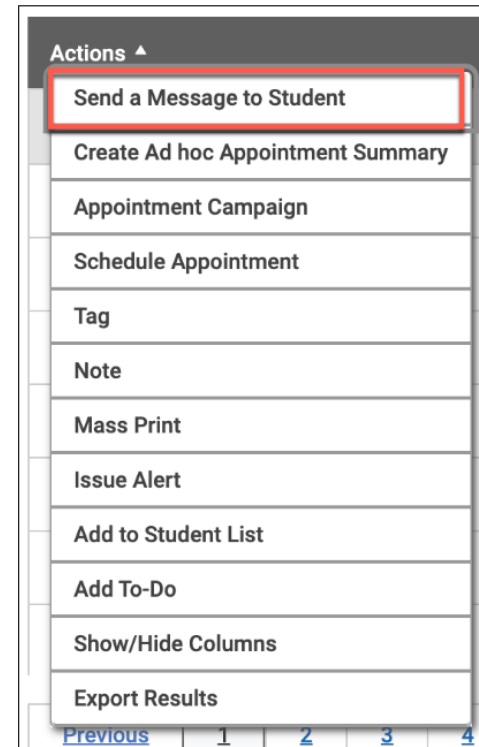 Actions ▲
Send a Message to Student
Create Ad hoc Appointment Summary
Appointment Campaign
Schedule Appointment
Tag
Note
Mass Print
Issue Alert
Add to Student List
Add To-Do
Show/Hide Columns
Export Results
Previous 1 2 3 4